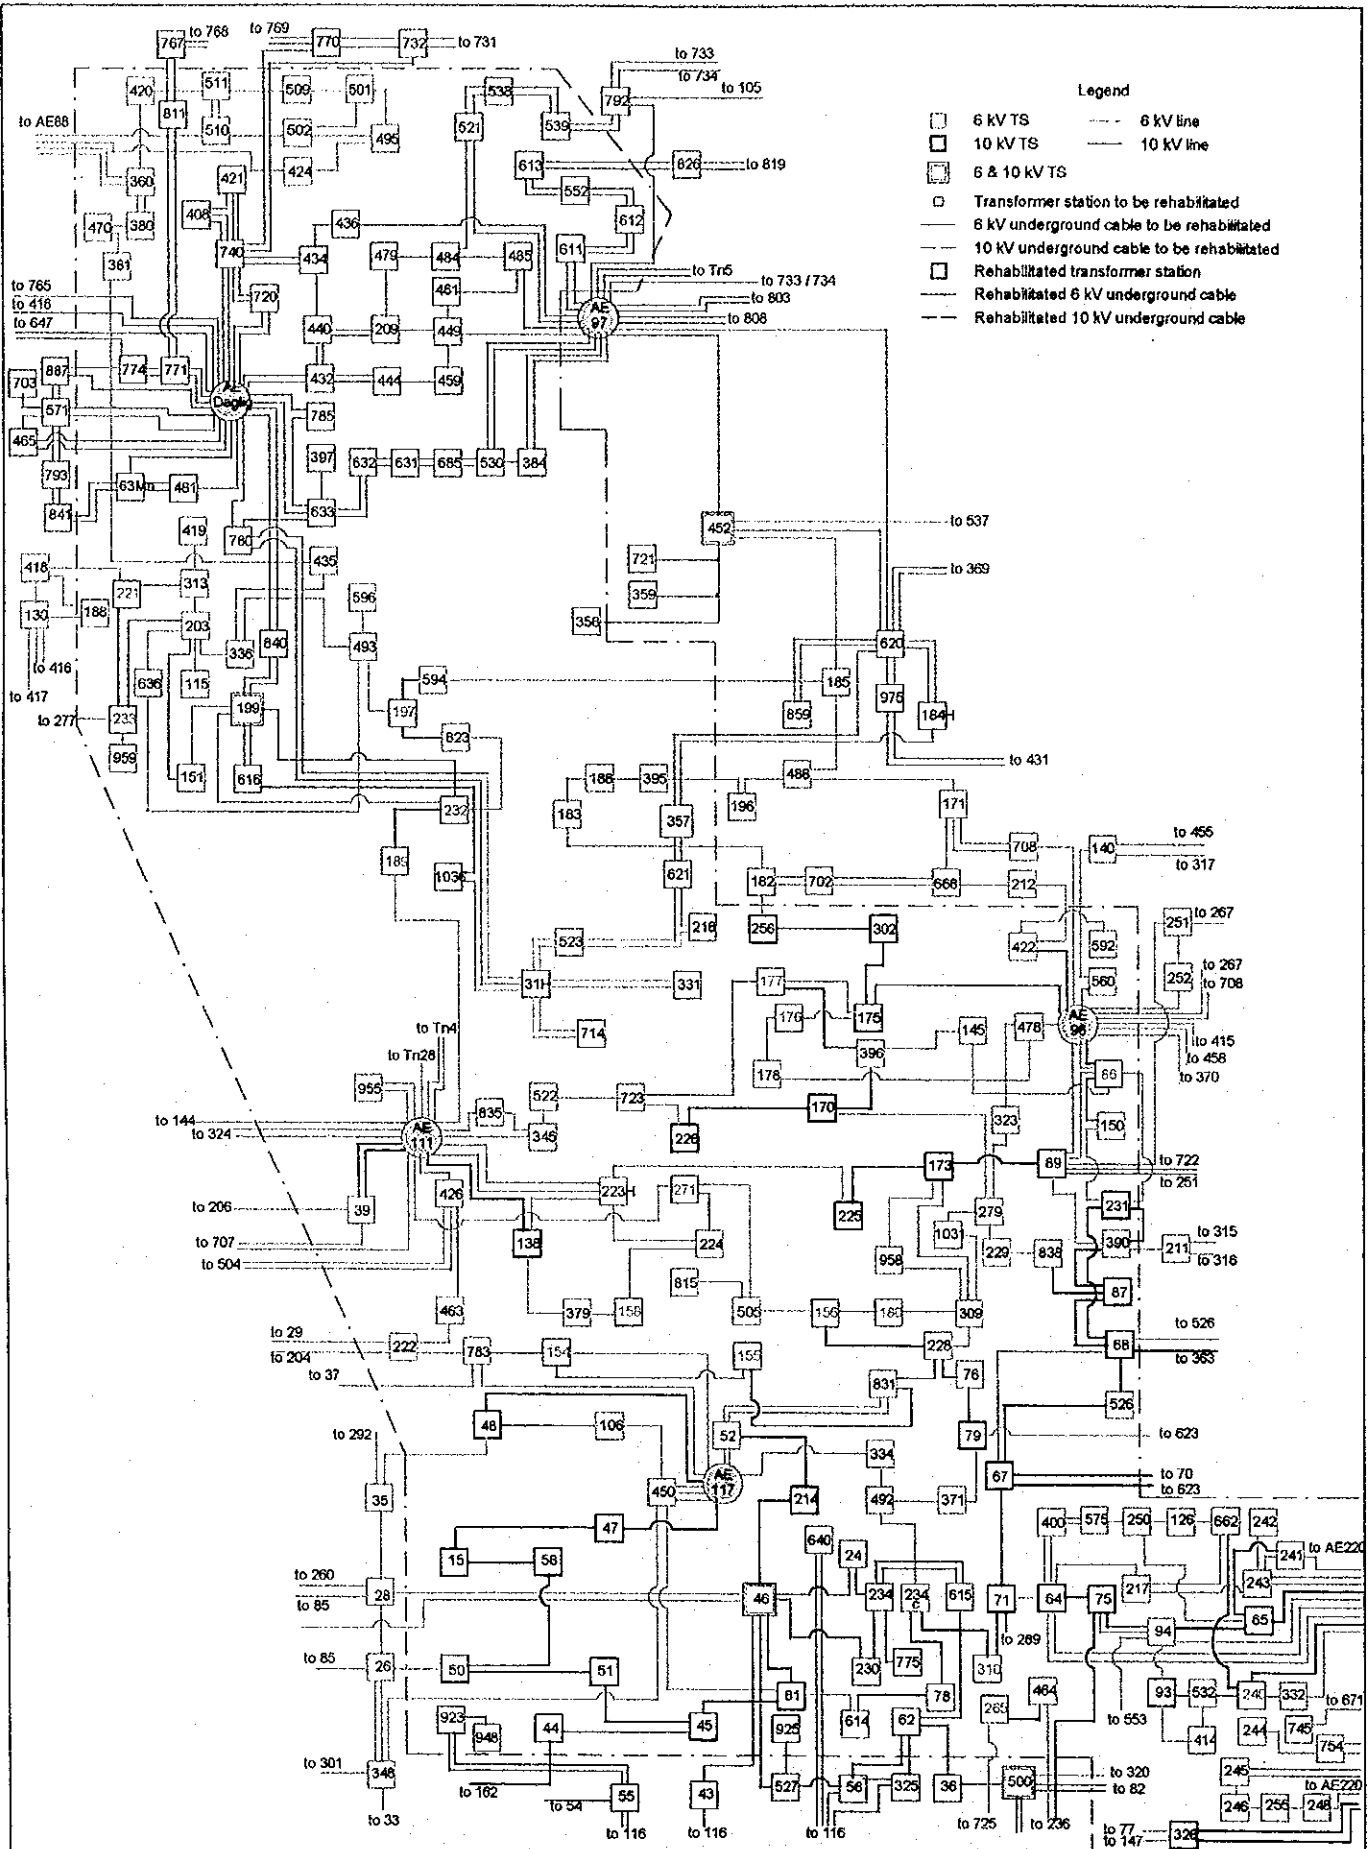 to 768
to 769
770
732
to 731
767
to 733
to 734
792
to 105
Legend
6 kV TS
6 kV line
10 kV TS
10 kV line
6 & 10 kV TS
Transformer station to be rehabilitated
6 kV underground cable to be rehabilitated
10 kV underground cable to be rehabilitated
Rehabilitated transformer station
Rehabilitated 6 kV underground cable
Rehabilitated 10 kV underground cable
420
511
509
501
538
811
521
539
to AE88
510
502
495
424
613
826
to 819
360
421
552
408
612
470
380
436
740
434
479
484
485
611
381
to Tn5
to 733 / 734
to 765
720
461
to 803
to 416
AE
97
to 808
to 647
440
209
449
887
774
771
703
432
444
459
AE
571
785
465
397
632
631
685
530
384
793
63Mn
481
841
633
419
780
452
to 537
418
435
721
313
to 369
221
359
596
130
188
203
358
336
840
493
620
to 416
636
115
594
185
975
to 417
199
197
859
184
to 277
233
823
959
151
616
to 431
188
395
488
232
196
183
171
357
189
708
140
to 455
to 317
1036
621
182
702
668
212
256
302
218
251
to 267
523
422
592
177
252
to 267
31H
331
560
to 708
176
175
AE
96
to Tn4
714
145
478
to 415
to 458
to Tn28
396
to 370
178
86
955
522
723
835
170
323
150
to 144
to 324
AE
111
345
226
173
89
to 722
to 251
426
223
271
to 206
39
225
279
231
138
1031
to 707
224
229
838
390
211
to 315
to 316
to 504
958
815
87
463
379
158
505
156
180
309
to 29
to 526
222
783
154
155
228
68
to 204
to 363
to 37
76
831
526
48
106
52
79
to 623
to 292
334
67
to 70
AE
117
to 623
35
450
214
492
371
400
575
250
126
662
242
47
640
15
58
24
241
to AE220
to 260
28
46
234
234
c
615
71
64
75
217
243
to 85
65
94
to 289
to 85
26
50
51
230
775
310
81
78
464
93
532
240
332
to 671
923
265
to 553
948
44
45
925
614
62
244
745
414
754
to 301
348
527
56
325
36
500
to 320
245
to 82
to AE220
to 162
55
43
to 54
246
255
248
to 33
to 116
to 116
to 116
to 725
to 236
to 77
to 147
326